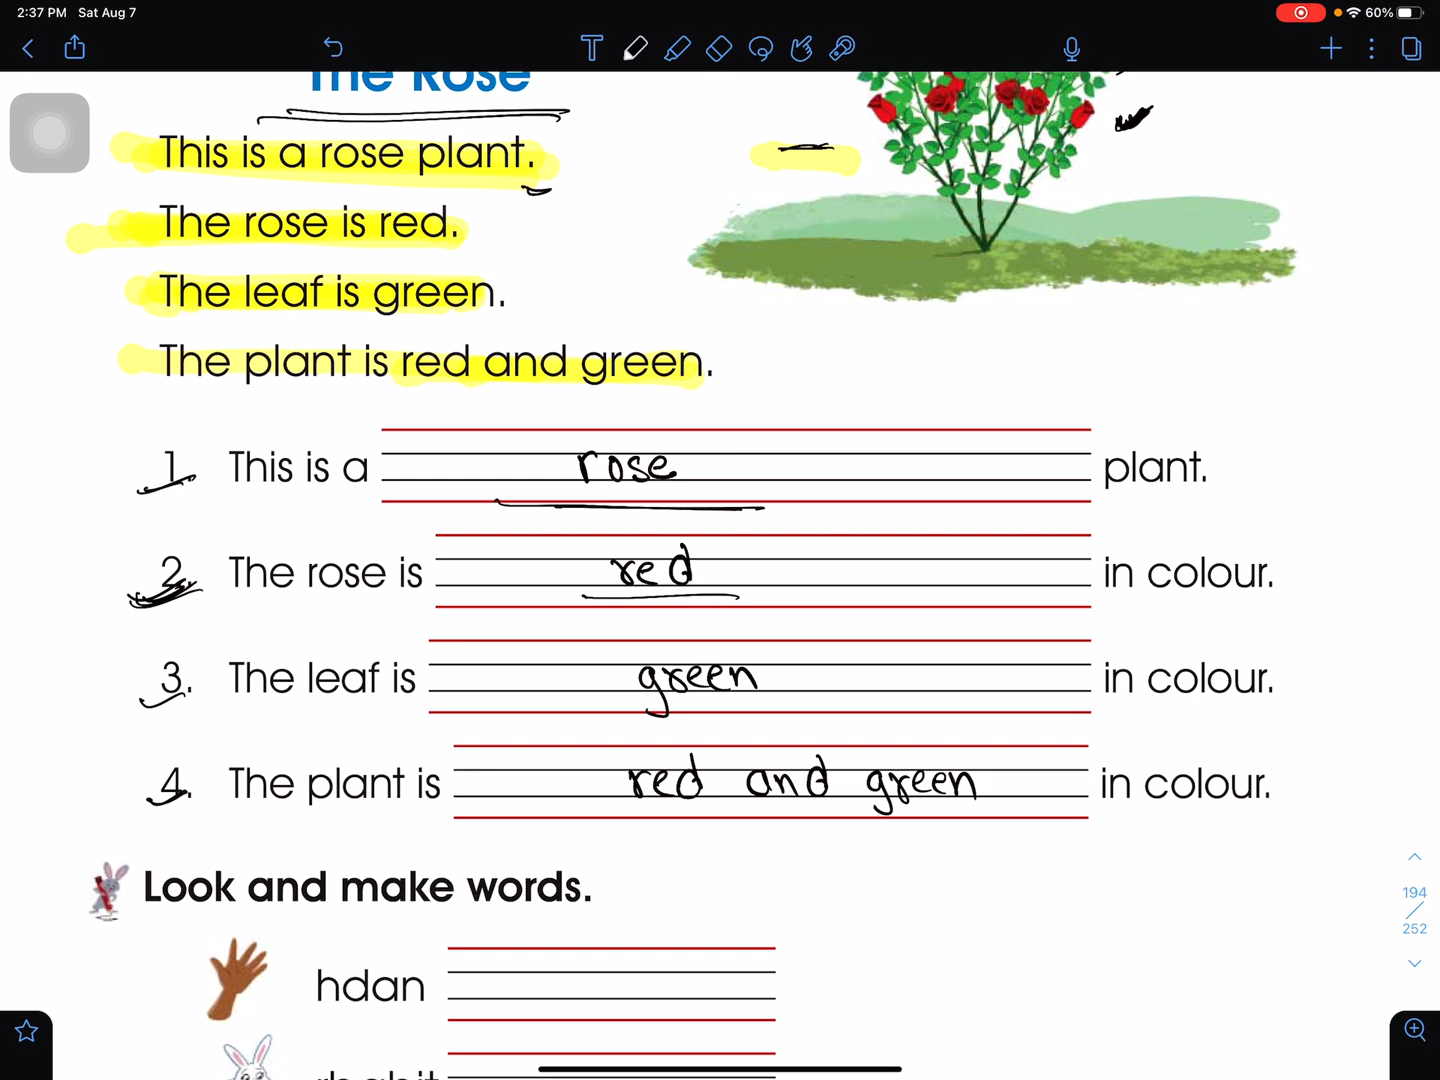 2:37 PM Sat Aug 7
60%
The Rose
This is a rose plant.
The rose is red.
The leaf is green.
The plant is red and green.
1. This is a rose plant.
2. The rose is red in colour.
3. The leaf is green in colour.
4. The plant is red and green in colour.
194
252
Look and make words.
hdan